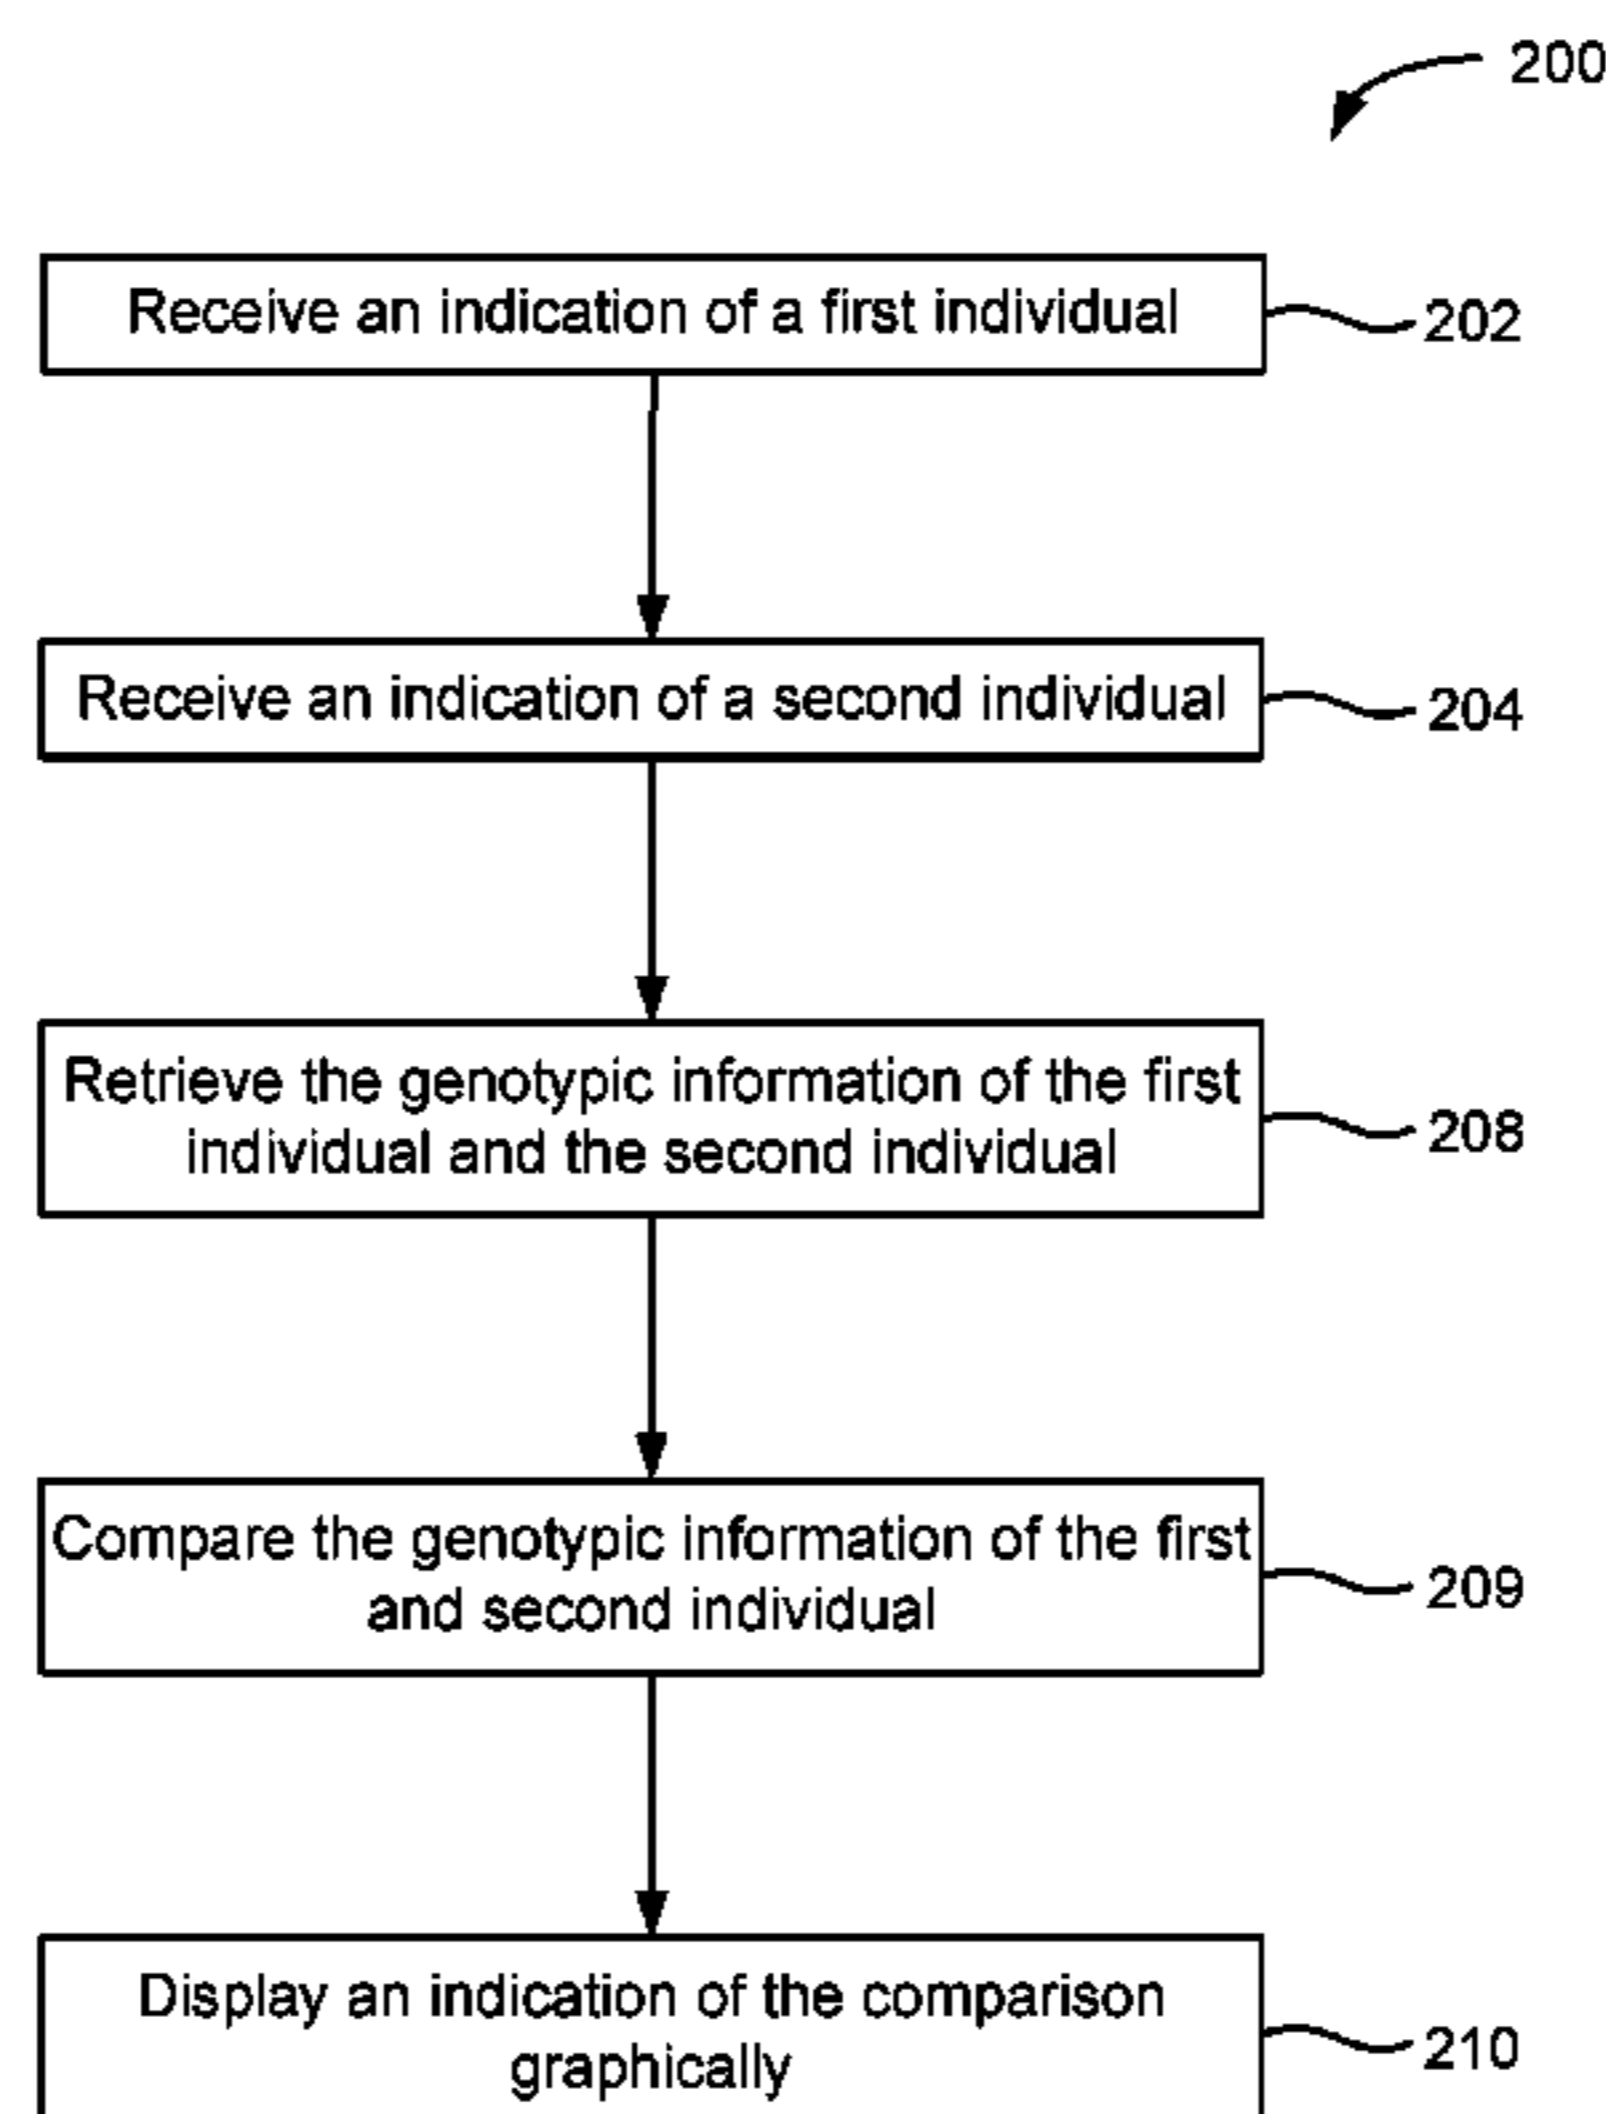 200
Receive an indication of a first individual
202
Receive an indication of a second individual
204
Retrieve the genotypic information of the first
individual and the second individual
208
Compare the genotypic information of the first
and second individual
209
Display an indication of the comparison
graphically
210